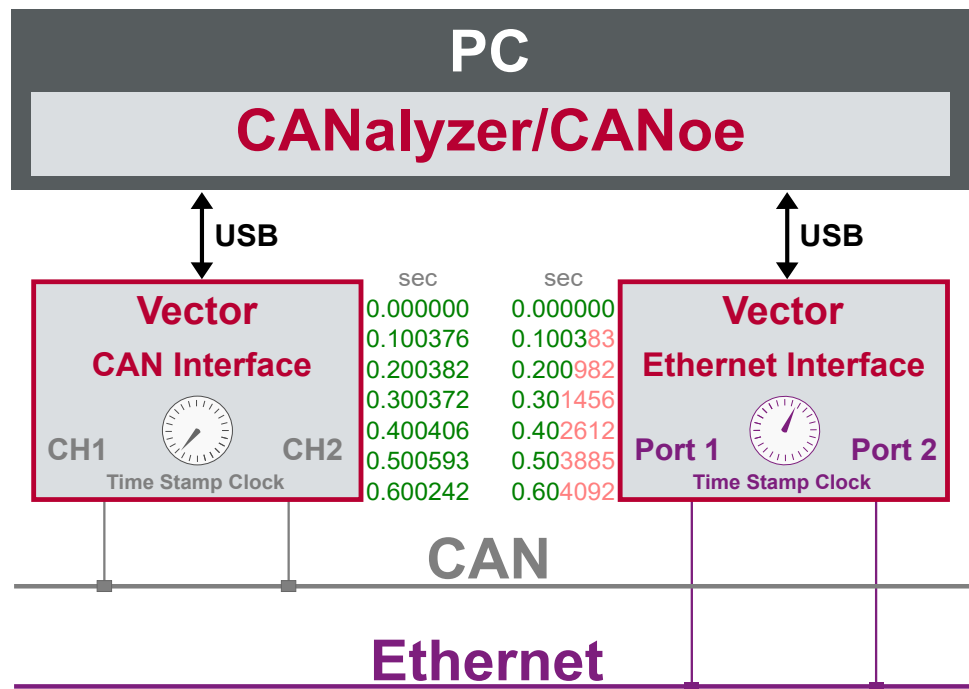 PC
CANalyzer/CANoe
USB USB
sec sec
Vector 0.000000 0.000000 Vector
0.100376 0.100383
CAN Interface 0.200382 0.200982 Ethernet Interface
0.300372 0.301456
0.400406 0.402612
CH1 CH2 Port 1 Port 2
0.500593 0.503885
Time Stamp Clock Time Stamp Clock
0.600242 0.604092
CAN
Ethernet